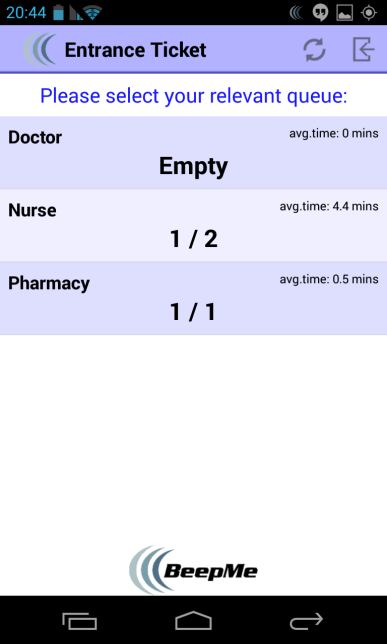 20:44
Entrance Ticket
Please select your relevant queue:
Doctor avg.time: 0 mins
Empty
Nurse avg.time: 4.4 mins
1 / 2
Pharmacy avg.time: 0.5 mins
1 / 1
BeepMe